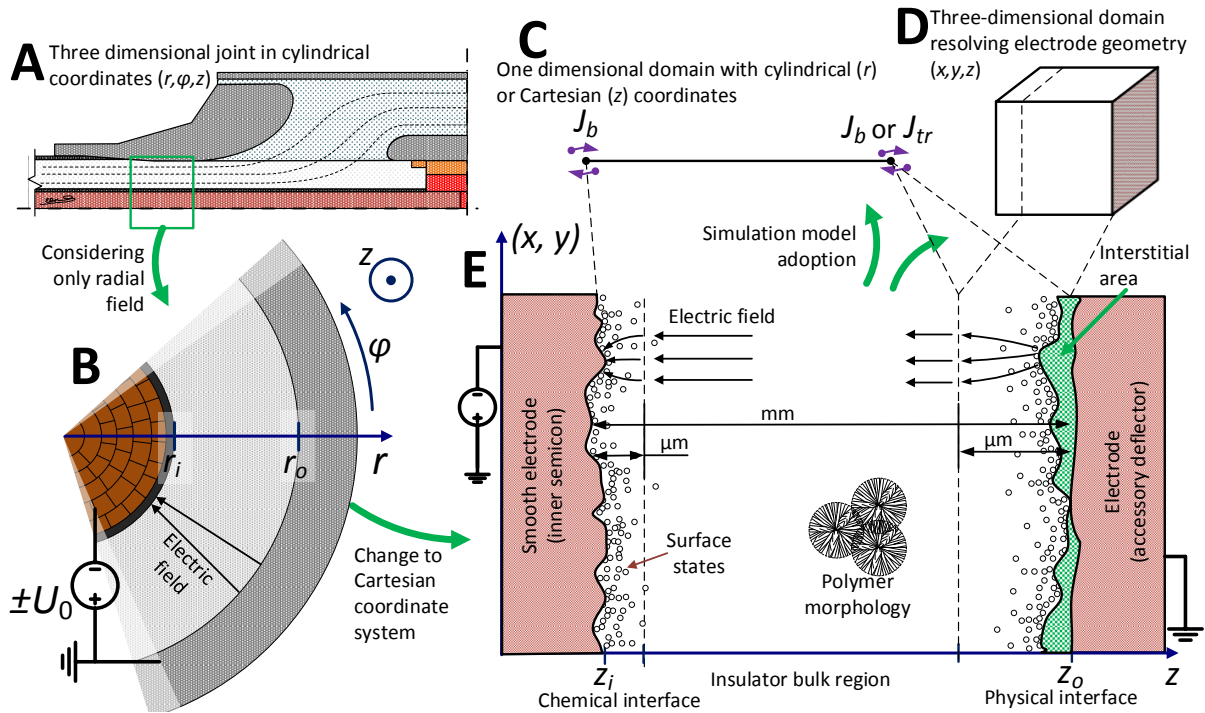 A
Three dimensional joint in cylindrical
coordinates (r,φ,z)
Considering
only radial
field
B
z
φ
r_i
r_o
r
Electric
field
±U_0
Change to
Cartesian
coordinate
system
C
One dimensional domain with cylindrical (r)
or Cartesian (z) coordinates
J_b
J_b or J_tr
D
Three-dimensional domain
resolving electrode geometry
(x,y,z)
Simulation model
adoption
Interstitial
area
E
(x, y)
Electric field
mm
μm
μm
Smooth electrode
(inner semicon)
Surface
states
Polymer
morphology
Electrode
(accessory deflector)
z_i
z_o
z
Chemical interface
Insulator bulk region
Physical interface